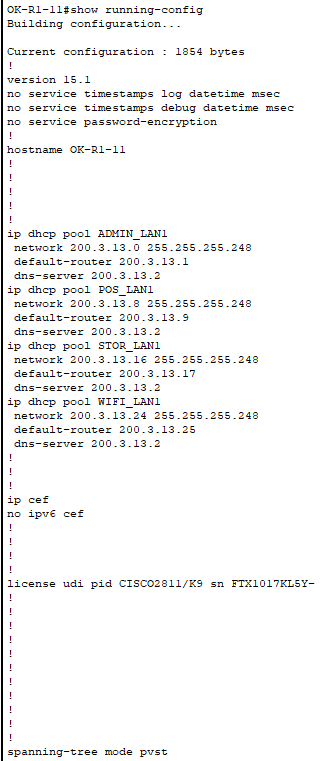 OK-R1-11#show running-config
Building configuration...
Current configuration : 1854 bytes
!
version 15.1
no service timestamps log datetime msec
no service timestamps debug datetime msec
no service password-encryption
!
hostname OK-R1-11
!
!
!
!
!
ip dhcp pool ADMIN_LAN1
 network 200.3.13.0 255.255.255.248
 default-router 200.3.13.1
 dns-server 200.3.13.2
ip dhcp pool POS_LAN1
 network 200.3.13.8 255.255.255.248
 default-router 200.3.13.9
 dns-server 200.3.13.2
ip dhcp pool STOR_LAN1
 network 200.3.13.16 255.255.255.248
 default-router 200.3.13.17
 dns-server 200.3.13.2
ip dhcp pool WIFI_LAN1
 network 200.3.13.24 255.255.255.248
 default-router 200.3.13.25
 dns-server 200.3.13.2
!
!
!
ip cef
no ipv6 cef
!
!
!
!
license udi pid CISCO2811/K9 sn FTX1017KL5Y-
!
!
!
!
!
!
!
!
!
!
!
spanning-tree mode pvst